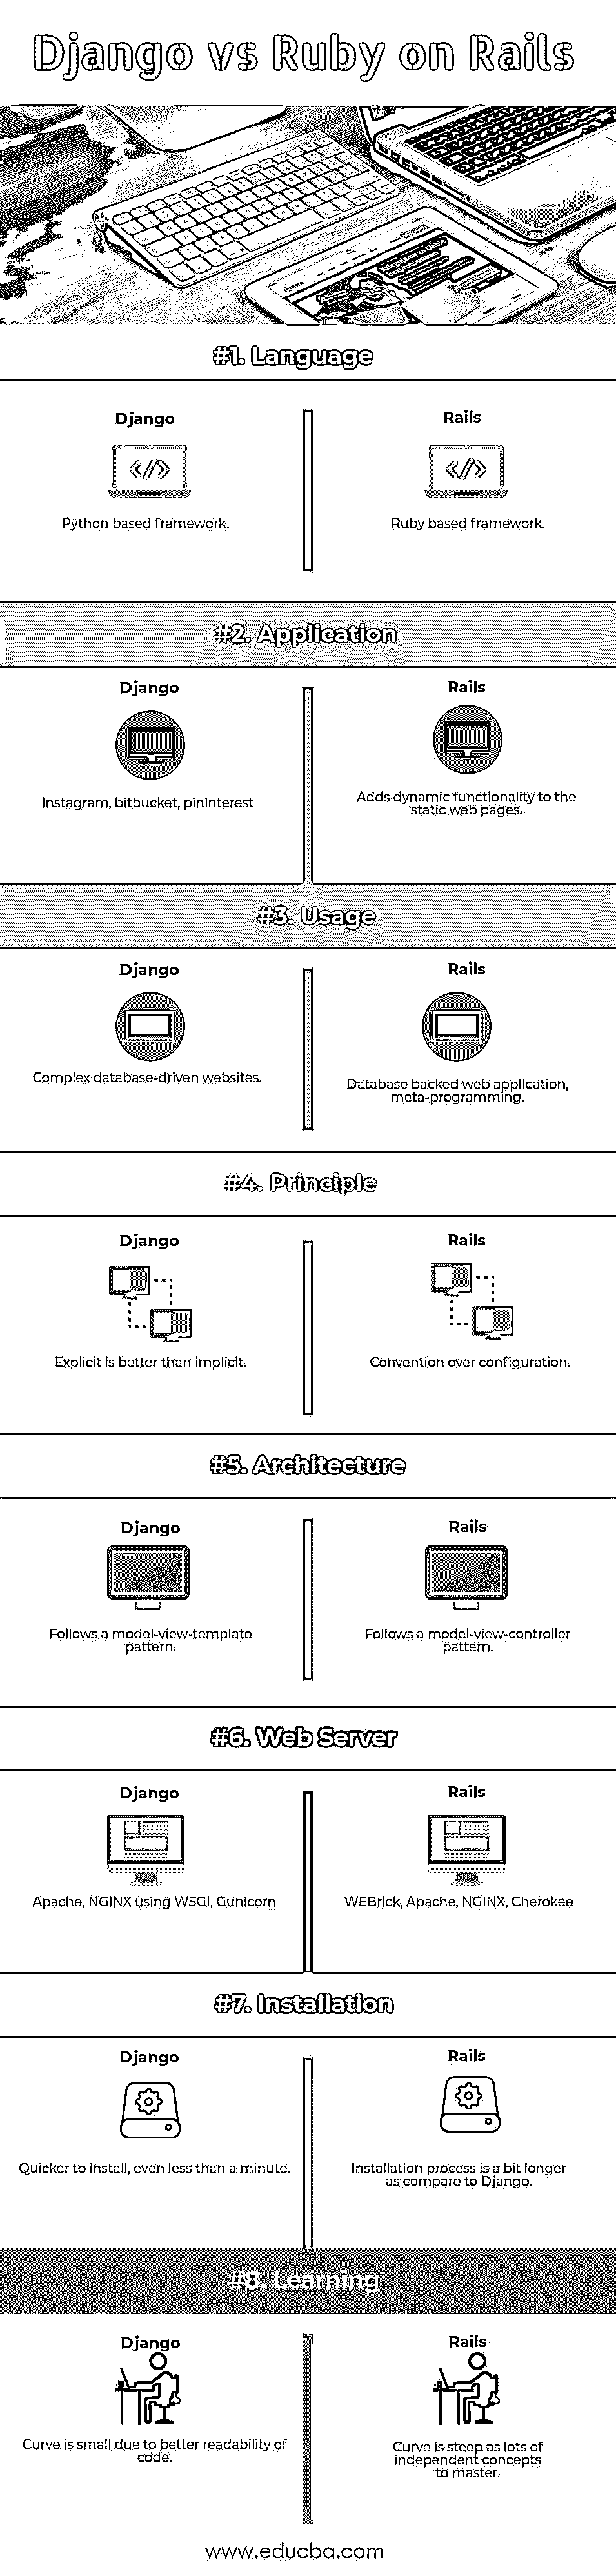 Django vs Ruby on Rails
#1. Language
Django
Rails
Python based framework.
Ruby based framework.
#2. Application
Django
Rails
Instagram, bitbucket, pininterest
Adds dynamic functionality to the
static web pages.
#3. Usage
Django
Rails
Complex database-driven websites.
Database backed web application,
meta-programming.
#4. Principle
Django
Rails
Explicit is better than implicit.
Convention over configuration.
#5. Architecture
Django
Rails
Follows a model-view-template
pattern.
Follows a model-view-controller
pattern.
#6. Web Server
Django
Rails
Apache, NGINX using WSGI, Gunicorn
WEBrick, Apache, NGINX, Cherokee
#7. Installation
Django
Rails
Quicker to install, even less than a minute.
Installation process is a bit longer
as compare to Django.
#8. Learning
Django
Rails
Curve is small due to better readability of
code.
Curve is steep as lots of
independent concepts
to master.
www.educba.com